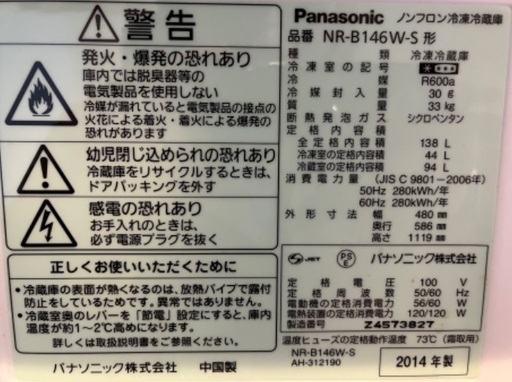 ⚠警告
発火・爆発の恐れあり
庫内では脱臭器等の
電気製品を使用しない
冷媒が漏れていると電気製品の接点の
火花による着火・着火による爆発の
恐れあり
幼児閉じ込められの恐れあり
冷蔵庫をリサイクルするときは、
ドアパッキングを外す
感電の恐れあり
お手入れのときは、
必ず電源プラグを抜く
正しくお使いいただくために
•冷蔵庫の表面が熱くなるのは、放熱パイプで露付
防止をしているためです。異常ではありません。
•冷蔵室奥のレバーを「節電」設定にすると、庫内
温度が約1~2℃高めになります。
詳しくは取扱説明書をご参照ください。
パナソニック株式会社 中国製
Panasonic ノンフロン冷凍冷蔵庫
品番 NR-B146W-S 形
種類 冷凍冷蔵庫
冷凍室の記号
冷媒 R600a
冷媒封入量 30 g
質量 33 kg
断熱発泡ガス シクロペンタン
定格内容積
全定格内容積 138 L
冷凍室の定格内容積 44 L
冷蔵室の定格内容積 94 L
消費電力量 (JIS C 9801-2006年)
50Hz 280kWh/年
60Hz 280kWh/年
外形寸法 幅 480 mm
奥行 586 mm
高さ 1119 mm
JET PS E パナソニック株式会社
定格電圧 100 V
定格周波数 50/60 Hz
電動機の定格消費電力 56/60 W
電熱装置の定格消費電力 120/120 W
製造番号 Z4573827
温度ヒューズの定格動作温度 73℃ (霜取用)
NR-B146W-S
AH-312190
2014 年製